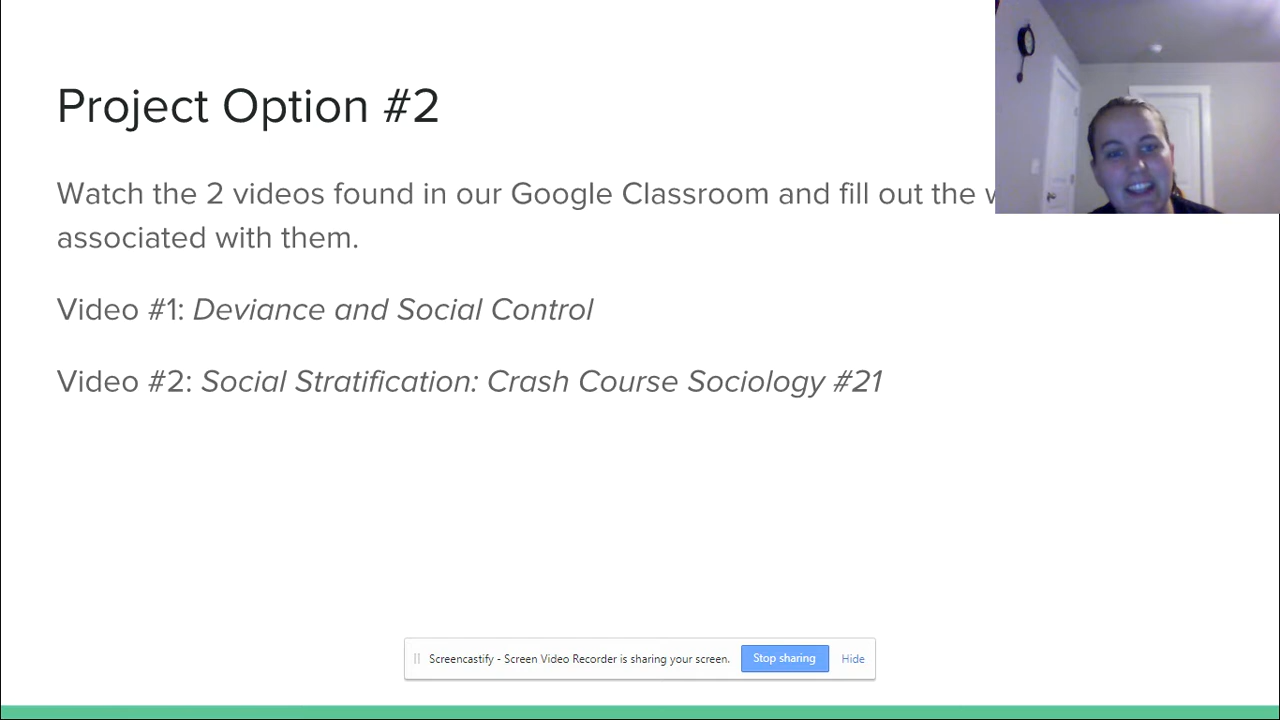 Project Option #2
Watch the 2 videos found in our Google Classroom and fill out the
associated with them.
Video #1: Deviance and Social Control
Video #2: Social Stratification: Crash Course Sociology #21
Screencastify - Screen Video Recorder is sharing your screen. Stop sharing Hide